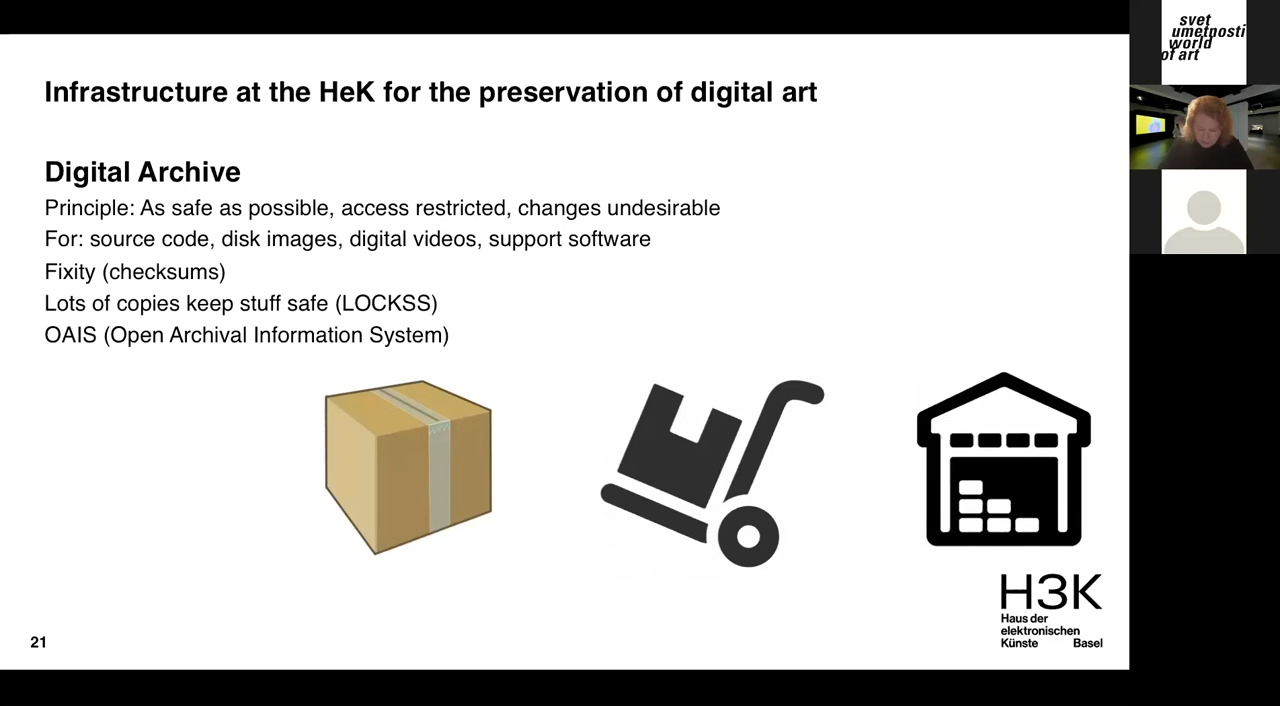 Infrastructure at the HeK for the preservation of digital art
Digital Archive
Principle: As safe as possible, access restricted, changes undesirable
For: source code, disk images, digital videos, support software
Fixity (checksums)
Lots of copies keep stuff safe (LOCKSS)
OAIS (Open Archival Information System)
H3K
Haus der
elektronischen
Künste Basel
21
svet
umetnosti
world
of art